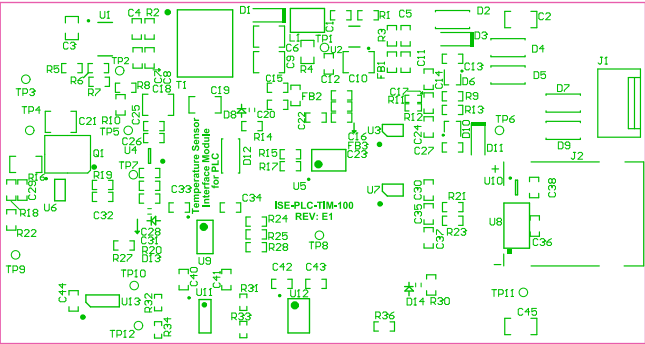 U1
C4 R2
D1
C1
R1
C5
D2
C2
C3
L1
TP1
U2
R3
D3
D4
J1
R5
R6
R7
TP2
R8
C7
C8
T1
C9
R4
FB1
C11
C13
D5
TP3
C15
C10
C14
D6
D7
TP4
C21
R10
TP5
C25
C18
C19
D8
C20
FB2
C22
C12
R11
R9
R13
C26
R14
C16
FB3
C23
U3
C24
C27
D10
D11
TP6
D9
J2
Q1
U4
TP7
Temperature Sensor
Interface Module
for PLC
D12
R15
R17
U5
U7
R16
C29
U6
R19
C32
C33
C34
C30
C35
C37
R21
R23
U10
U8
C38
C36
+
−
R18
R22
C28
C31
R20
D13
R27
U9
ISE-PLC-TIM-100
REV: E1
R24
R25
R28
TP8
TP9
TP10
C40
C41
C42
C43
C44
U13
R32
R34
TP12
U11
R31
R33
U12
D14
R30
R36
TP11
C45